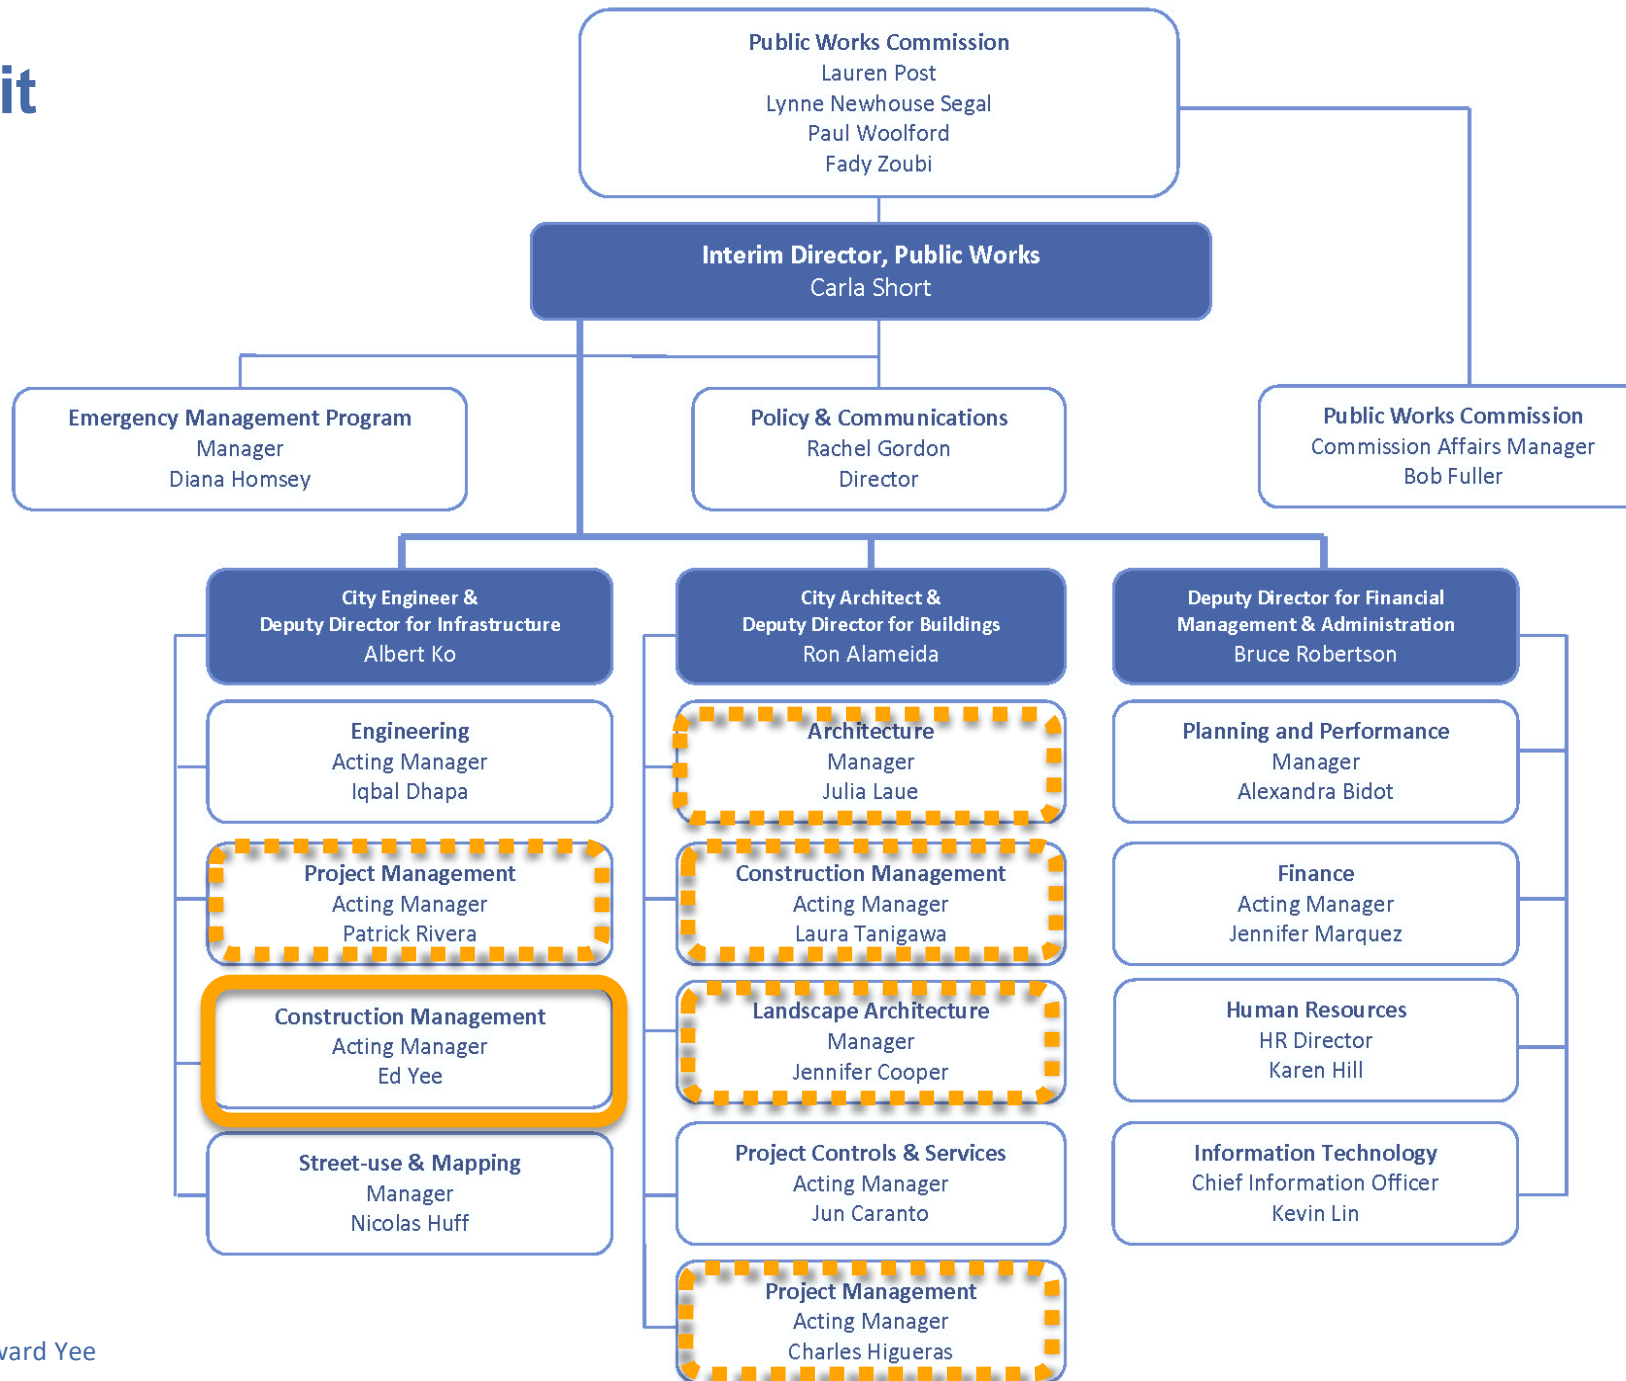 it
Public Works Commission
Lauren Post
Lynne Newhouse Segal
Paul Woolford
Fady Zoubi
Interim Director, Public Works
Carla Short
Emergency Management Program
Manager
Diana Homsey
Policy & Communications
Rachel Gordon
Director
Public Works Commission
Commission Affairs Manager
Bob Fuller
City Engineer &
Deputy Director for Infrastructure
Albert Ko
Engineering
Acting Manager
Iqbal Dhapa
Project Management
Acting Manager
Patrick Rivera
Construction Management
Acting Manager
Ed Yee
Street-use & Mapping
Manager
Nicolas Huff
City Architect &
Deputy Director for Buildings
Ron Alameida
Architecture
Manager
Julia Laue
Construction Management
Acting Manager
Laura Tanigawa
Landscape Architecture
Manager
Jennifer Cooper
Project Controls & Services
Acting Manager
Jun Caranto
Project Management
Acting Manager
Charles Higueras
Deputy Director for Financial
Management & Administration
Bruce Robertson
Planning and Performance
Manager
Alexandra Bidot
Finance
Acting Manager
Jennifer Marquez
Human Resources
HR Director
Karen Hill
Information Technology
Chief Information Officer
Kevin Lin
ward Yee